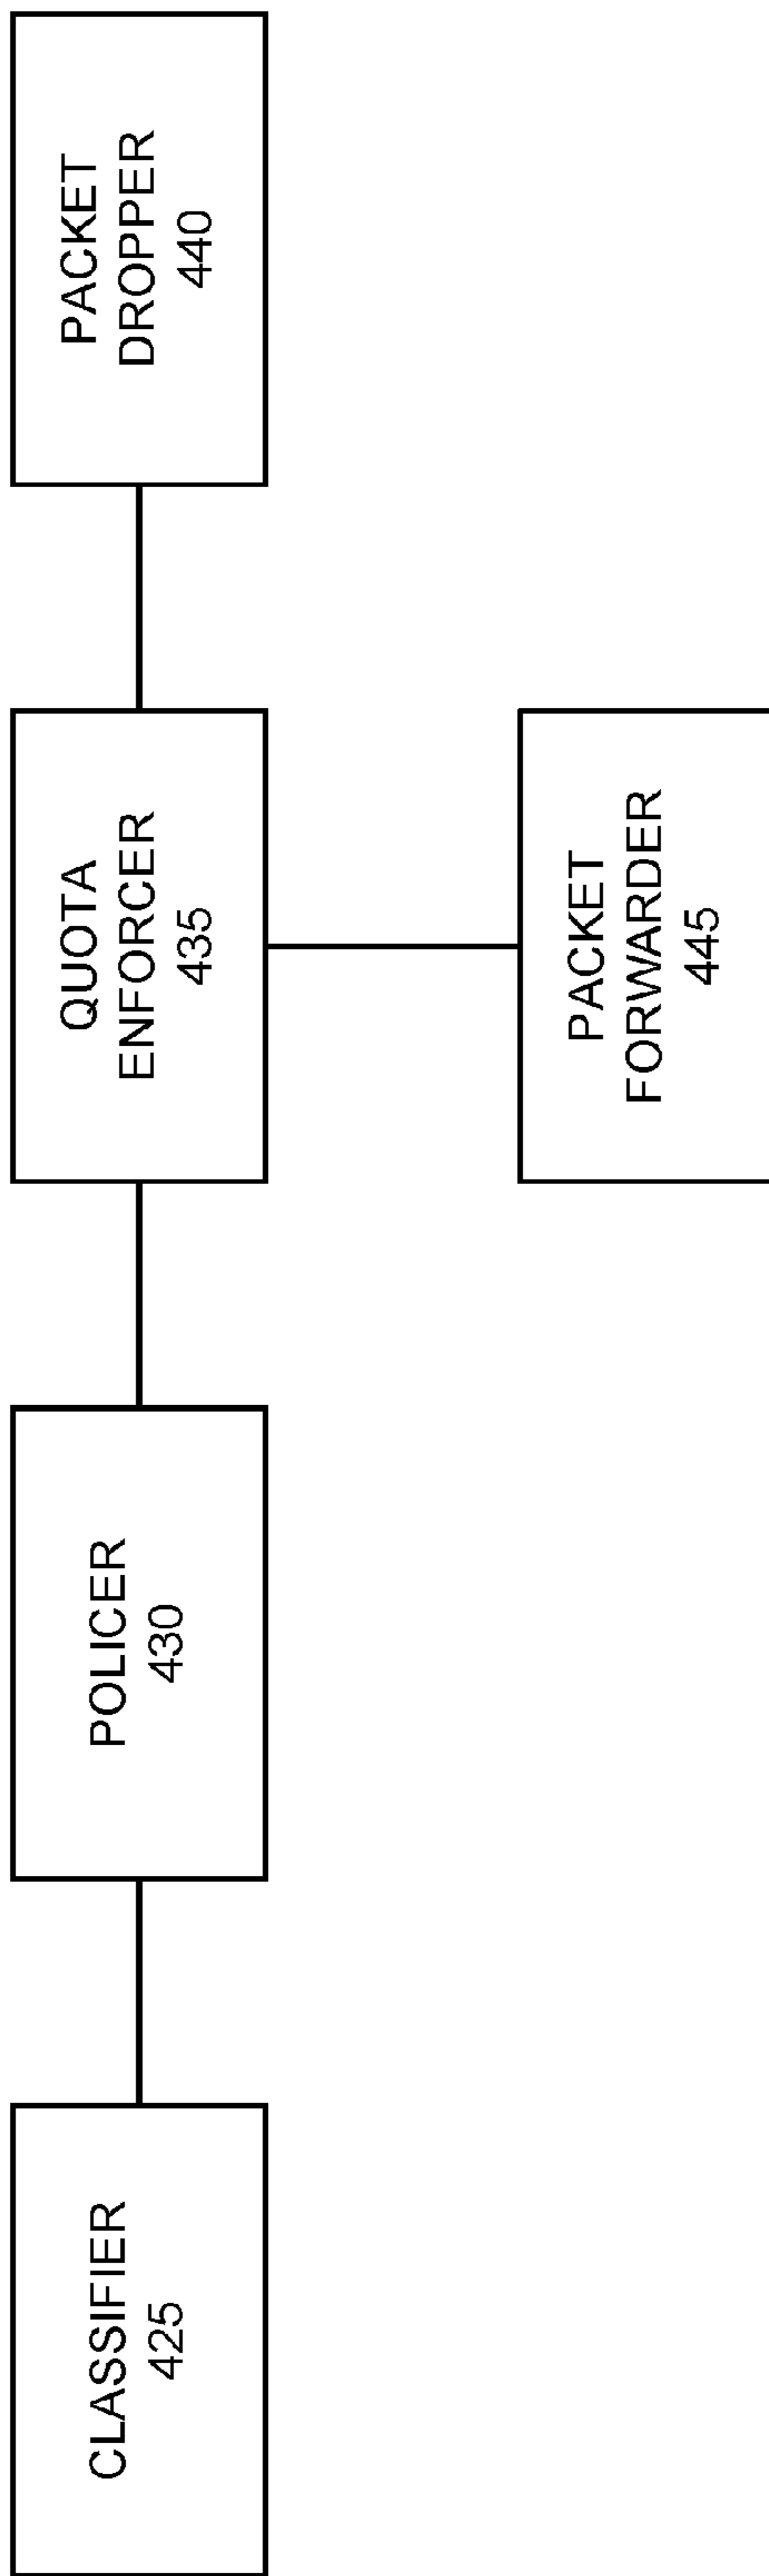 CLASSIFIER
425
POLICER
430
QUOTA
ENFORCER
435
PACKET
DROPPER
440
PACKET
FORWARDER
445